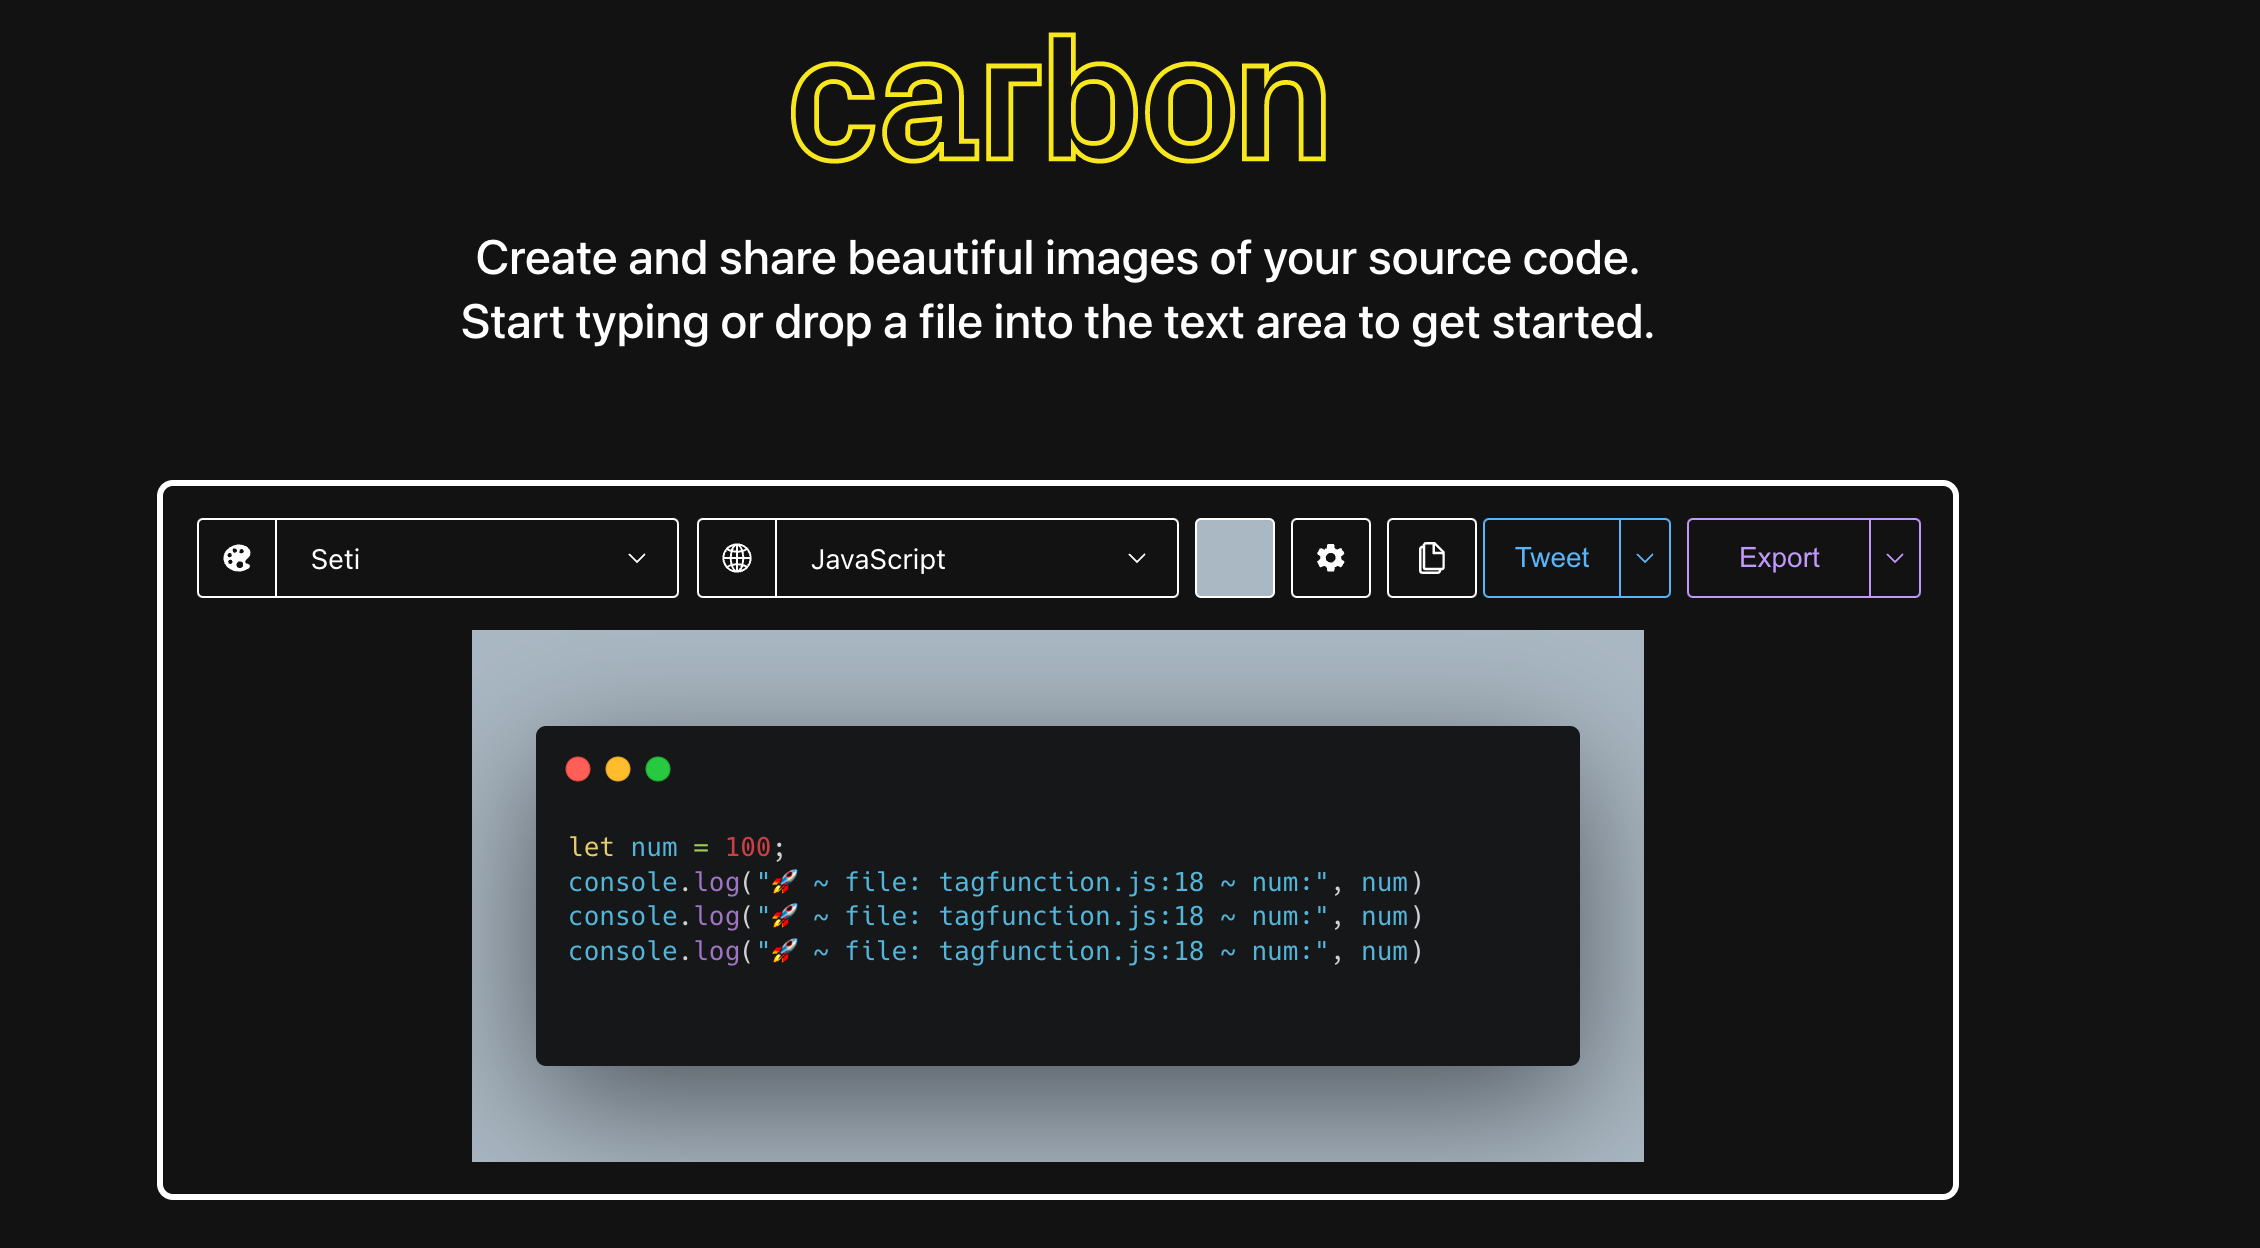 carbon
Create and share beautiful images of your source code.
Start typing or drop a file into the text area to get started.
Seti
JavaScript
Tweet
Export
let num = 100;
console.log("🚀 ~ file: tagfunction.js:18 ~ num:", num)
console.log("🚀 ~ file: tagfunction.js:18 ~ num:", num)
console.log("🚀 ~ file: tagfunction.js:18 ~ num:", num)